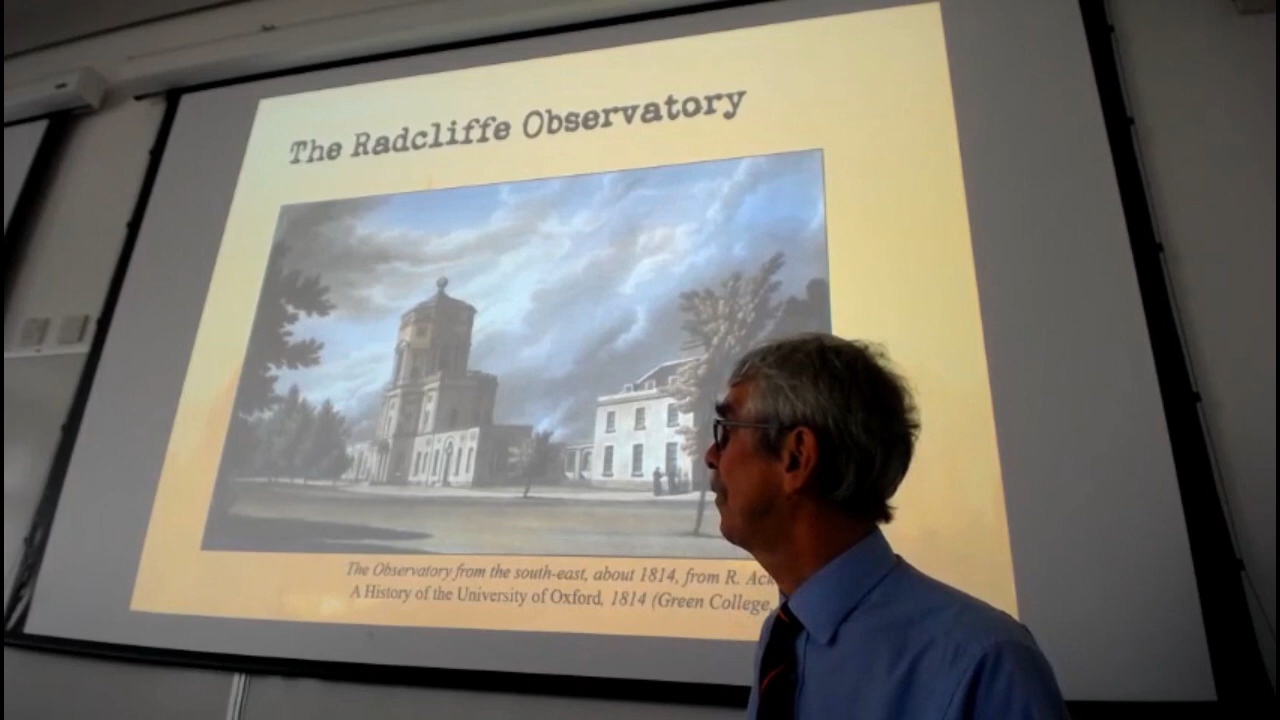 The Radcliffe Observatory
The Observatory from the south-east, about 1814, from R.
A History of the University of Oxford, 1814 (Green College,